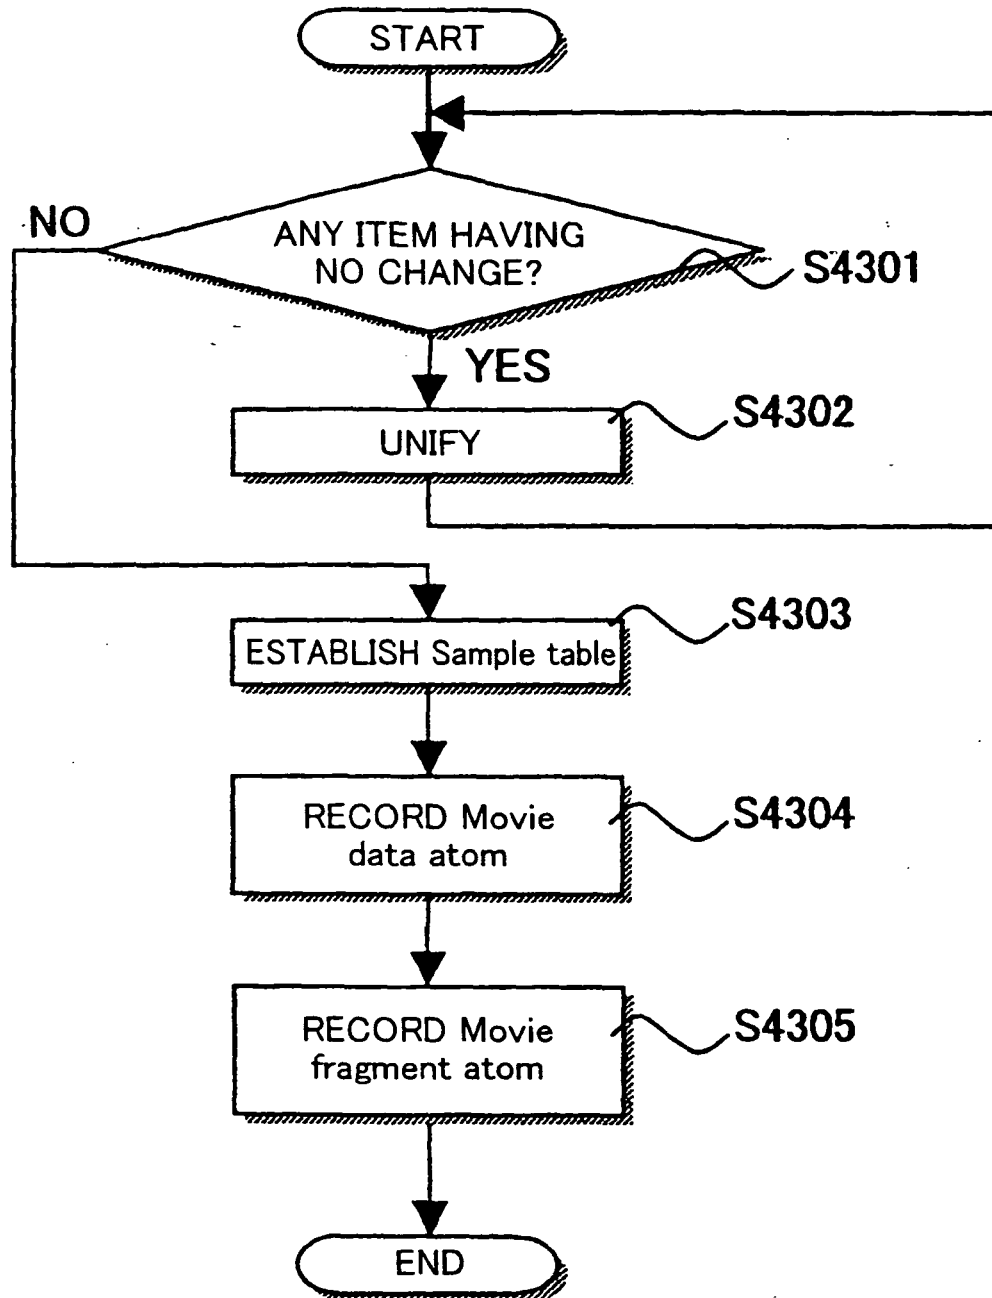 START
NO
ANY ITEM HAVING
NO CHANGE?
S4301
YES
S4302
UNIFY
S4303
ESTABLISH Sample table
RECORD Movie
data atom
S4304
RECORD Movie
fragment atom
S4305
END